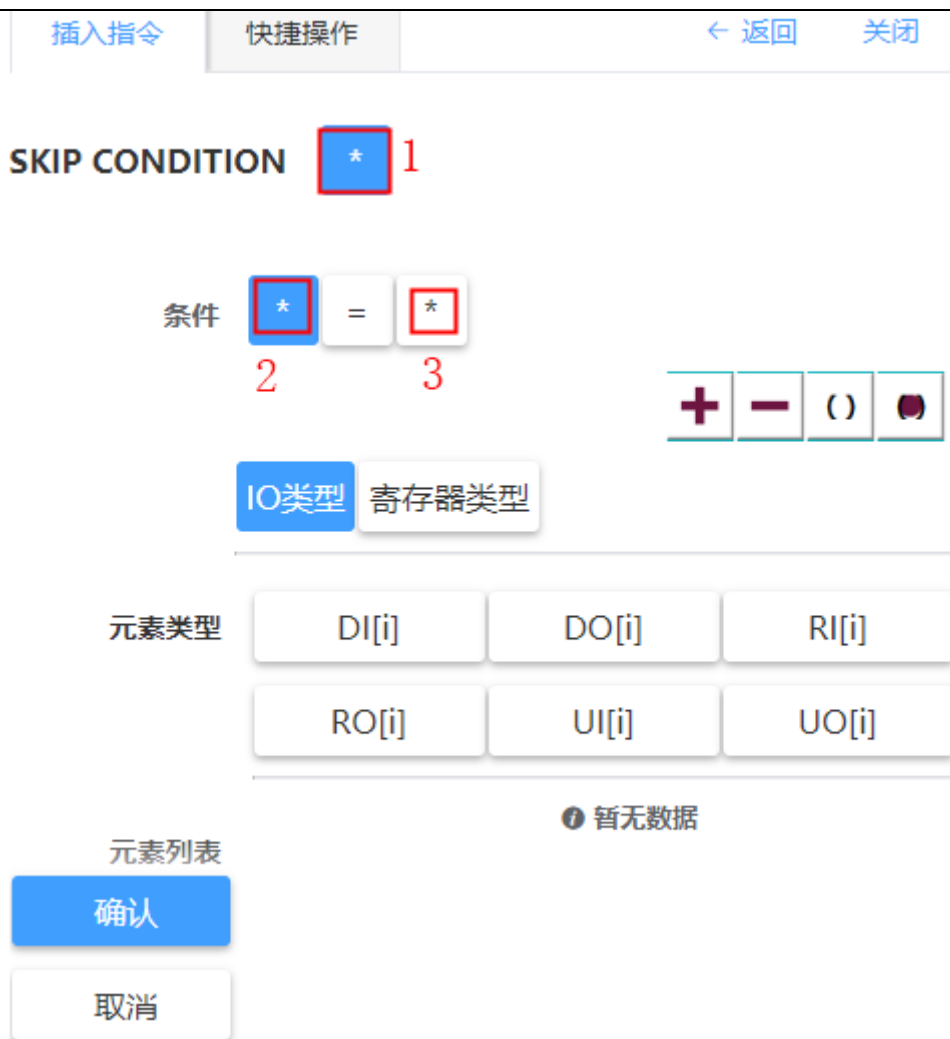 插入指令 快捷操作 ← 返回 关闭
SKIP CONDITION * 1
条件 * = *
2 3
+ − ( ) ( )
IO类型 寄存器类型
元素类型 DI[i] DO[i] RI[i]
RO[i] UI[i] UO[i]
暂无数据
元素列表
确认
取消